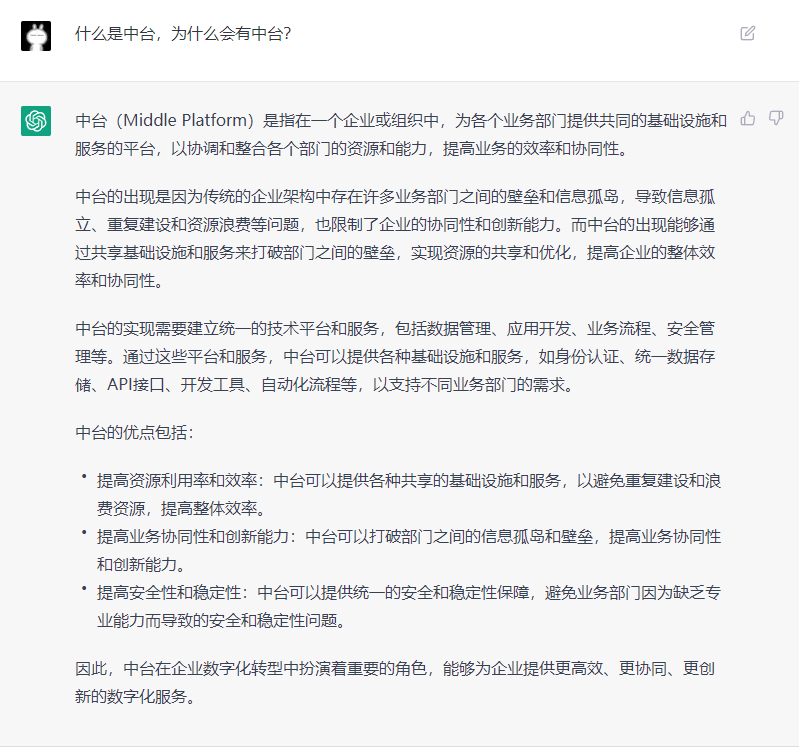 什么是中台，为什么会有中台？
中台（Middle Platform）是指在一个企业或组织中，为各个业务部门提供共同的基础设施和
服务的平台，以协调和整合各个部门的资源和能力，提高业务的效率和协同性。
中台的出现是因为传统的企业架构中存在许多业务部门之间的壁垒和信息孤岛，导致信息孤
立、重复建设和资源浪费等问题，也限制了企业的协同性和创新能力。而中台的出现能够通
过共享基础设施和服务来打破部门之间的壁垒，实现资源的共享和优化，提高企业的整体效
率和协同性。
中台的实现需要建立统一的技术平台和服务，包括数据管理、应用开发、业务流程、安全管
理等。通过这些平台和服务，中台可以提供各种基础设施和服务，如身份认证、统一数据存
储、API接口、开发工具、自动化流程等，以支持不同业务部门的需求。
中台的优点包括：
• 提高资源利用率和效率：中台可以提供各种共享的基础设施和服务，以避免重复建设和浪
费资源，提高整体效率。
• 提高业务协同性和创新能力：中台可以打破部门之间的信息孤岛和壁垒，提高业务协同性
和创新能力。
• 提高安全性和稳定性：中台可以提供统一的安全和稳定性保障，避免业务部门因为缺乏专
业能力而导致的安全和稳定性问题。
因此，中台在企业数字化转型中扮演着重要的角色，能够为企业提供更高效、更协同、更创
新的数字化服务。